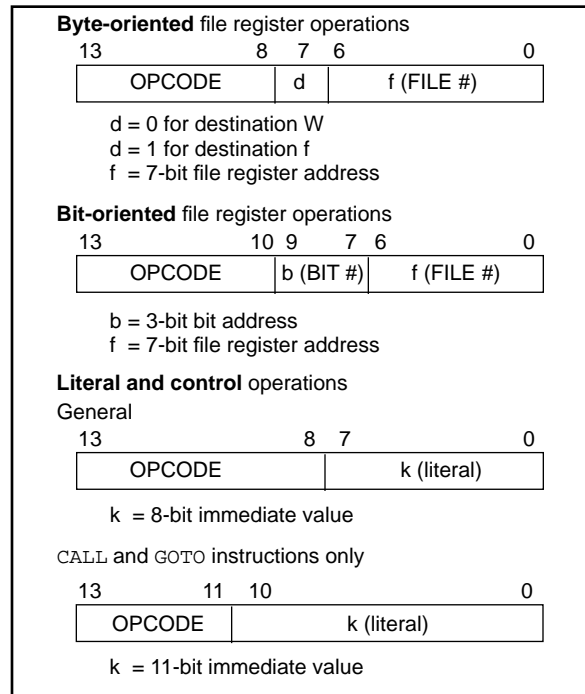 Byte-oriented file register operations
13 8 7 6 0
OPCODE d f (FILE #)
d = 0 for destination W
d = 1 for destination f
f = 7-bit file register address
Bit-oriented file register operations
13 10 9 7 6 0
OPCODE b (BIT #) f (FILE #)
b = 3-bit bit address
f = 7-bit file register address
Literal and control operations
General
13 8 7 0
OPCODE k (literal)
k = 8-bit immediate value
CALL and GOTO instructions only
13 11 10 0
OPCODE k (literal)
k = 11-bit immediate value